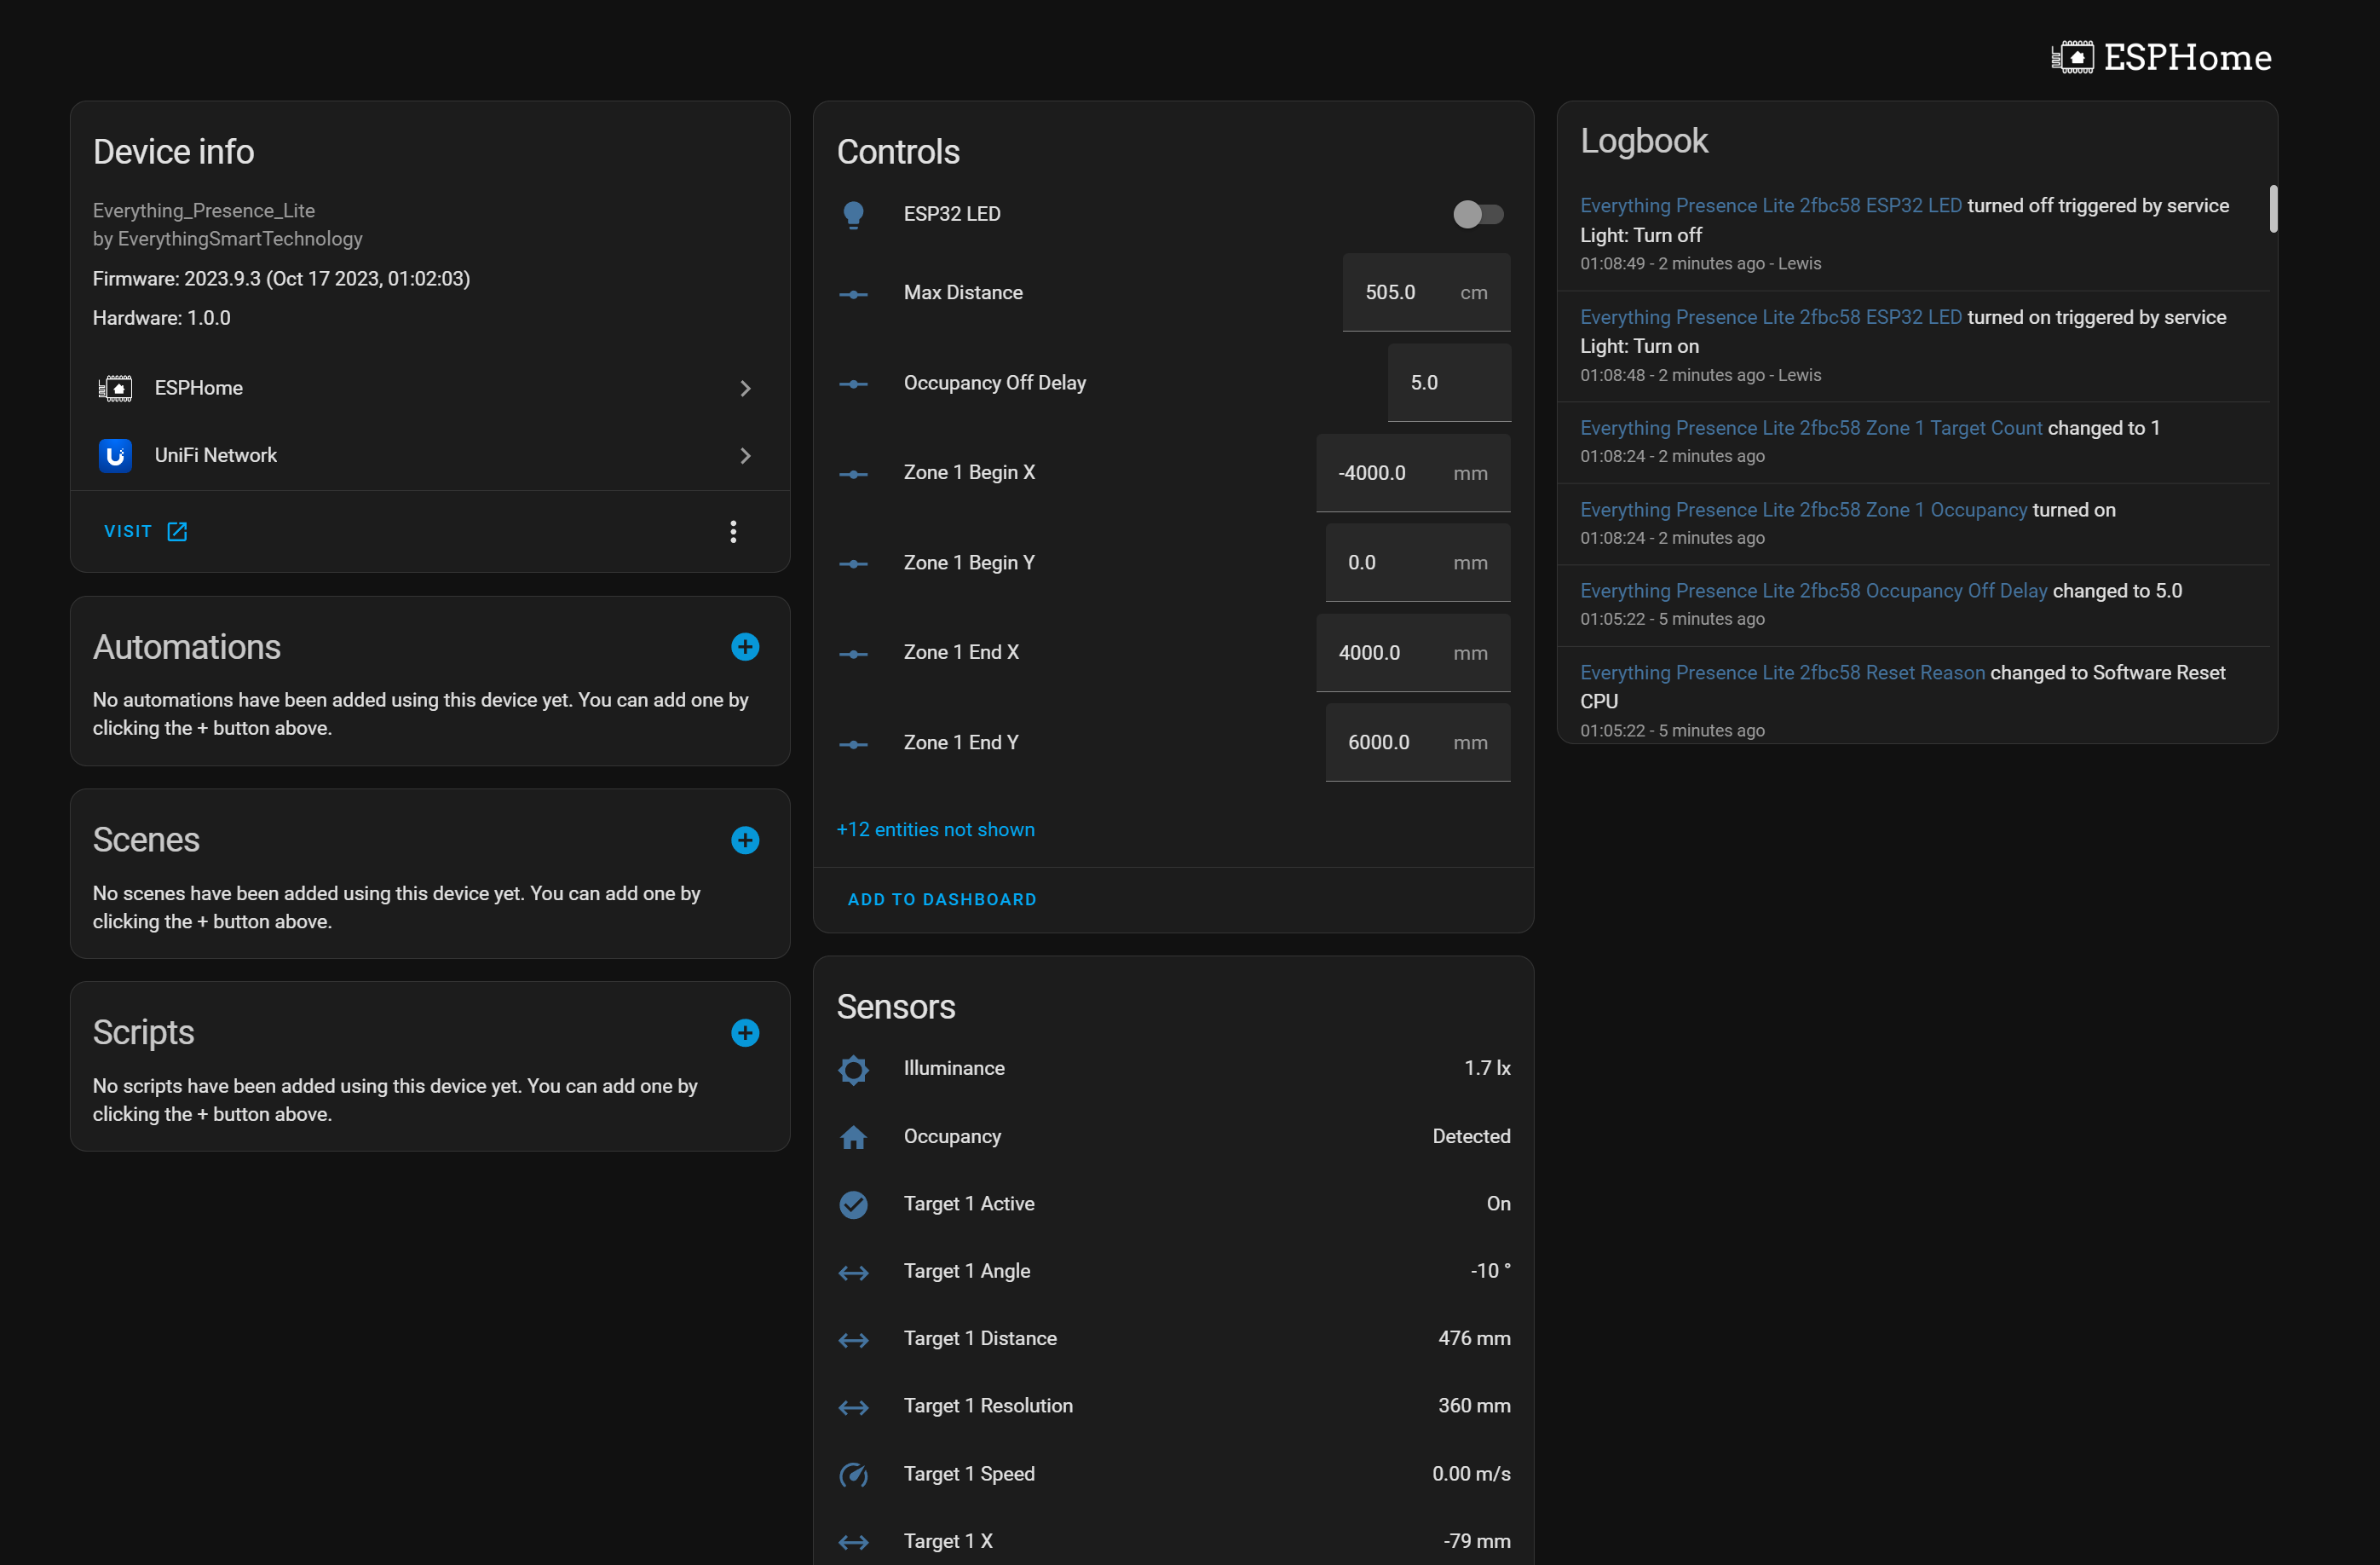 ESPHome
Device info
Everything_Presence_Lite
by EverythingSmartTechnology
Firmware: 2023.9.3 (Oct 17 2023, 01:02:03)
Hardware: 1.0.0
ESPHome
UniFi Network
VISIT
Automations
No automations have been added using this device yet. You can add one by
clicking the + button above.
Scenes
No scenes have been added using this device yet. You can add one by
clicking the + button above.
Scripts
No scripts have been added using this device yet. You can add one by
clicking the + button above.
Controls
ESP32 LED
Max Distance 505.0 cm
Occupancy Off Delay 5.0
Zone 1 Begin X -4000.0 mm
Zone 1 Begin Y 0.0 mm
Zone 1 End X 4000.0 mm
Zone 1 End Y 6000.0 mm
+12 entities not shown
ADD TO DASHBOARD
Sensors
Illuminance 1.7 lx
Occupancy Detected
Target 1 Active On
Target 1 Angle -10 °
Target 1 Distance 476 mm
Target 1 Resolution 360 mm
Target 1 Speed 0.00 m/s
Target 1 X -79 mm
Logbook
Everything Presence Lite 2fbc58 ESP32 LED turned off triggered by service
Light: Turn off
01:08:49 - 2 minutes ago - Lewis
Everything Presence Lite 2fbc58 ESP32 LED turned on triggered by service
Light: Turn on
01:08:48 - 2 minutes ago - Lewis
Everything Presence Lite 2fbc58 Zone 1 Target Count changed to 1
01:08:24 - 2 minutes ago
Everything Presence Lite 2fbc58 Zone 1 Occupancy turned on
01:08:24 - 2 minutes ago
Everything Presence Lite 2fbc58 Occupancy Off Delay changed to 5.0
01:05:22 - 5 minutes ago
Everything Presence Lite 2fbc58 Reset Reason changed to Software Reset
CPU
01:05:22 - 5 minutes ago